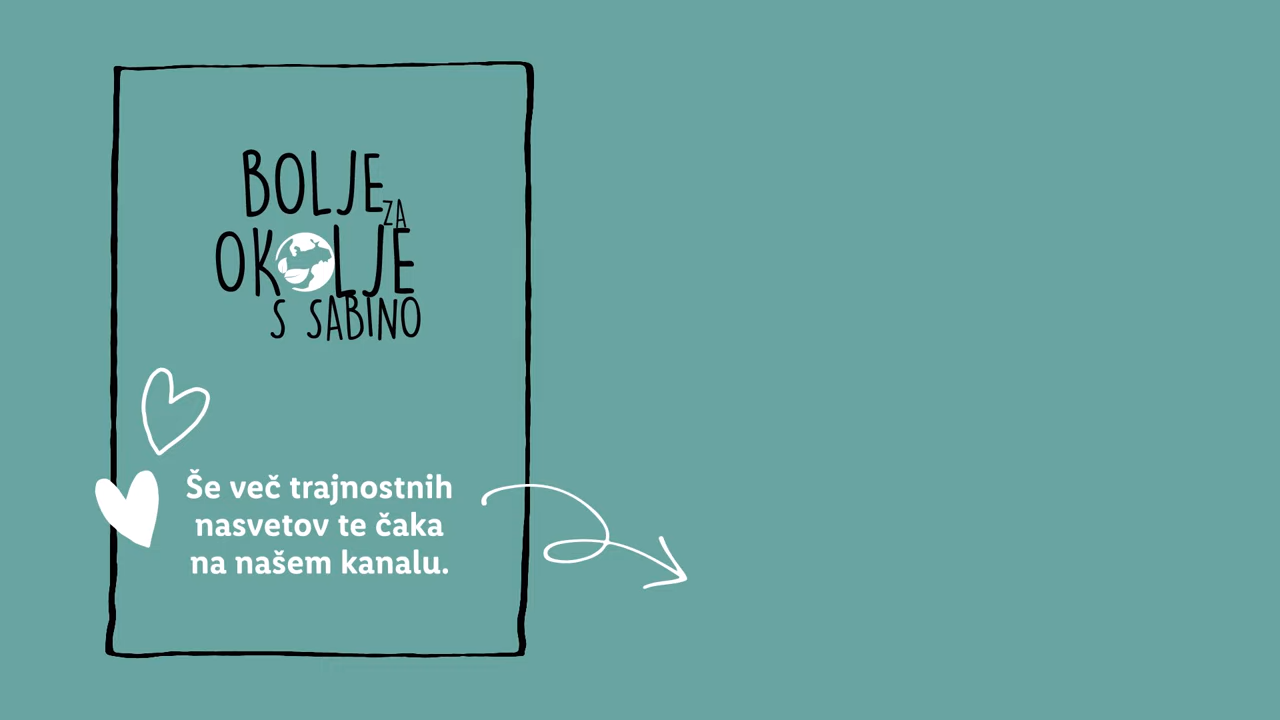 BOLJE
ZA
OKOLJE
S SABINO
Še več trajnostnih
nasvetov te čaka
na našem kanalu.